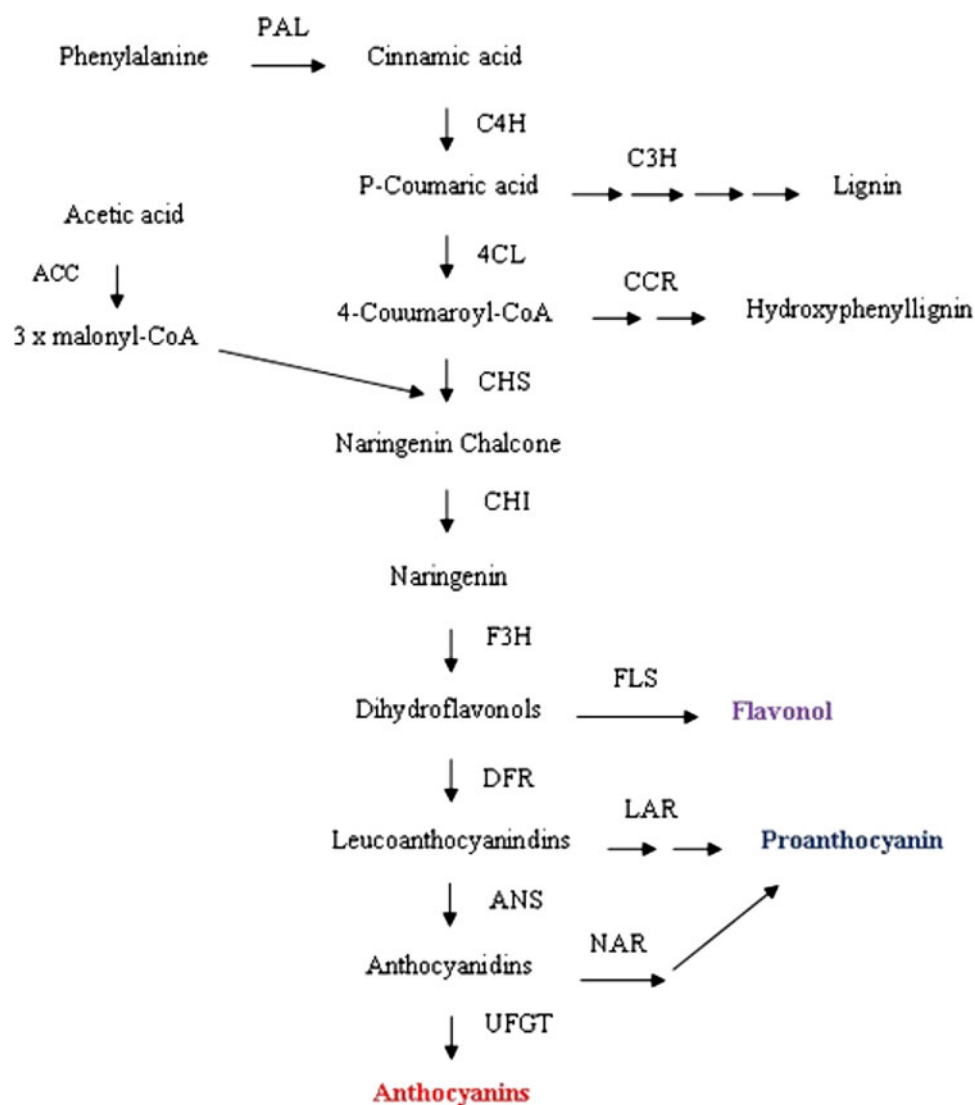 PAL
Phenylalanine
Cinnamic acid
C4H
C3H
P-Coumaric acid
Lignin
Acetic acid
4CL
ACC
CCR
4-Couumaroyl-CoA
Hydroxyphenyllignin
3 x malonyl-CoA
CHS
Naringenin Chalcone
CHI
Naringenin
F3H
FLS
Dihydroflavonols
Flavonol
DFR
LAR
Leucoanthocyanindins
Proanthocyanin
ANS
NAR
Anthocyanidins
UFGT
Anthocyanins